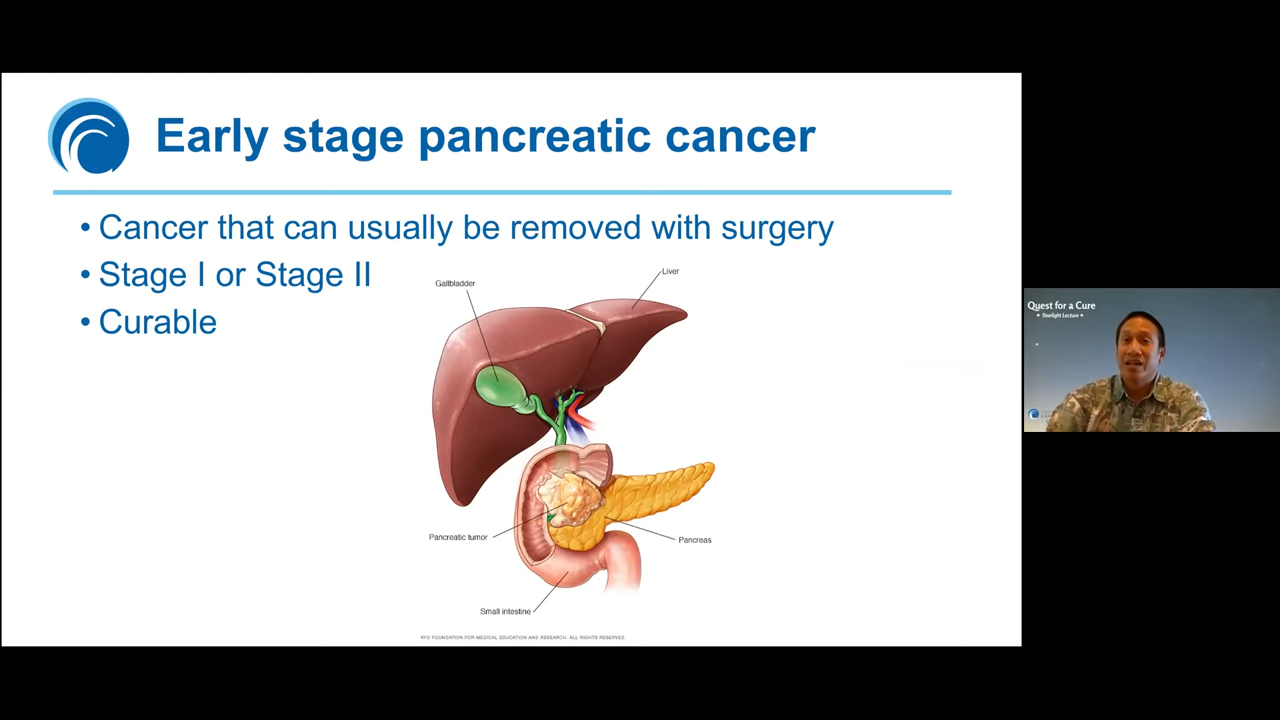 Early stage pancreatic cancer
• Cancer that can usually be removed with surgery
• Stage I or Stage II
• Curable
Liver
Gallbladder
Pancreatic tumor
Pancreas
Small intestine
FOUNDATION FOR MEDICAL EDUCATION AND RESEARCH. ALL RIGHTS RESERVED.
Quest for a Cure
• Starlight Lecture •